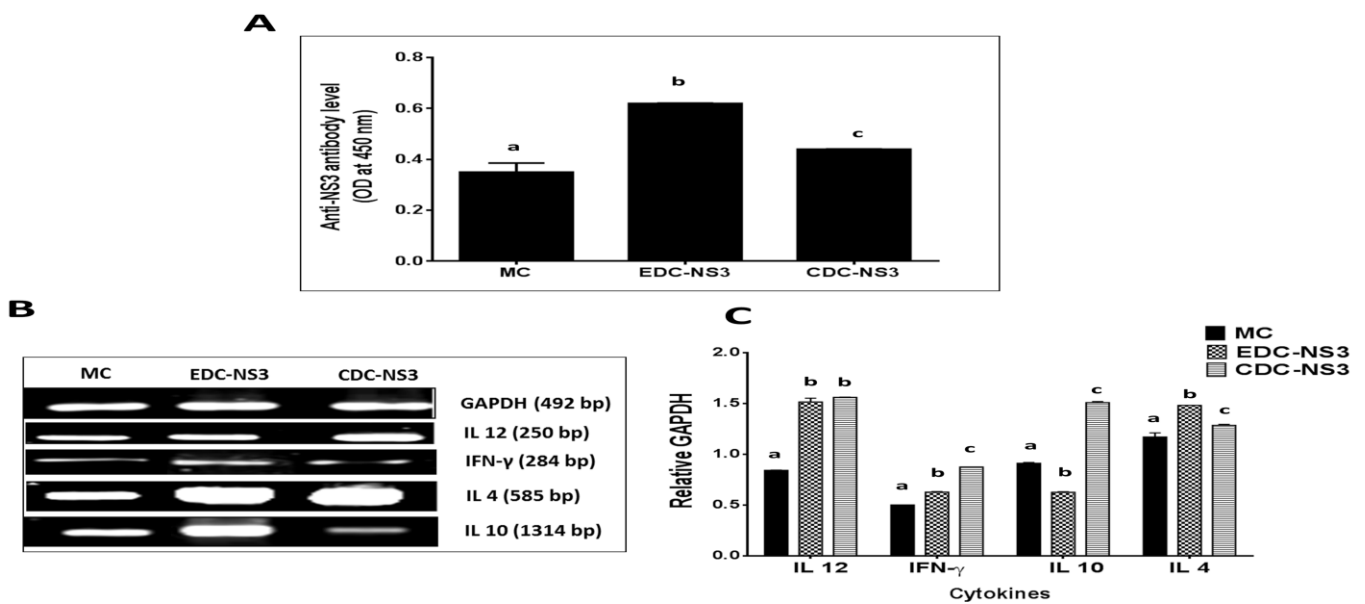 A
Anti-NS3 antibody level
(OD at 450 nm)
0.8
0.6
0.4
0.2
0.0
a
b
c
MC
EDC-NS3
CDC-NS3
B
MC EDC-NS3 CDC-NS3
GAPDH (492 bp)
IL 12 (250 bp)
IFN-γ (284 bp)
IL 4 (585 bp)
IL 10 (1314 bp)
C
MC
EDC-NS3
CDC-NS3
Relative GAPDH
2.0
1.5
1.0
0.5
0.0
a b b
a b c
a b c
a b c
IL 12 IFN-γ IL 10 IL 4
Cytokines